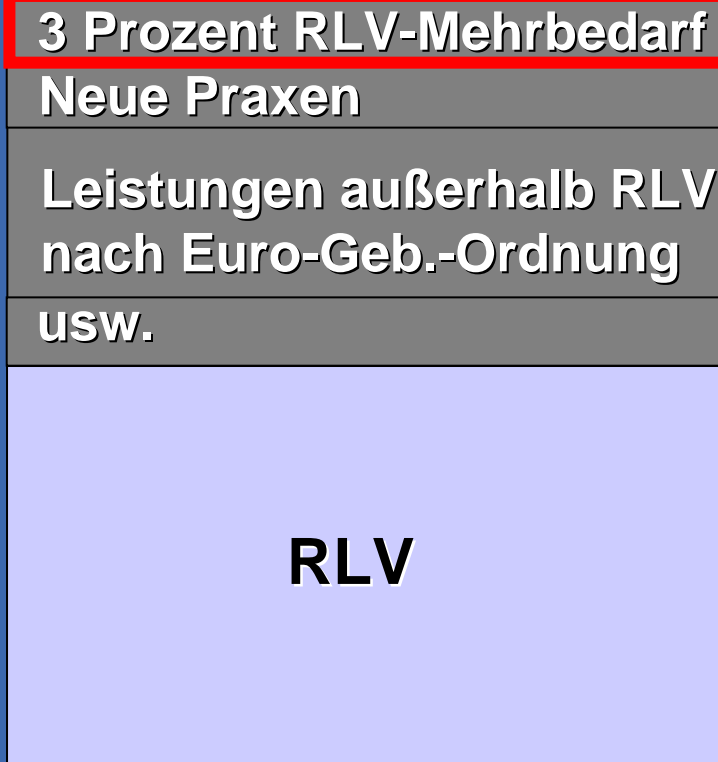 3 Prozent RLV-Mehrbedarf
Neue Praxen
Leistungen außerhalb RLV
nach Euro-Geb.-Ordnung
usw.
RLV